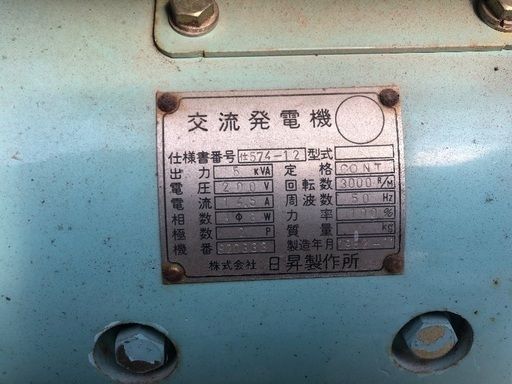 交流発電機
仕様書番号 仕574-12 型式
出力 5 KVA 定格 CONT
電圧 200 V 回転数 3000 R/M
電流 A 周波数 50 Hz
相数 3Φ W 力率 100 %
極数 2 P 質量 kg
機番 製造年月
株式会社 日昇製作所